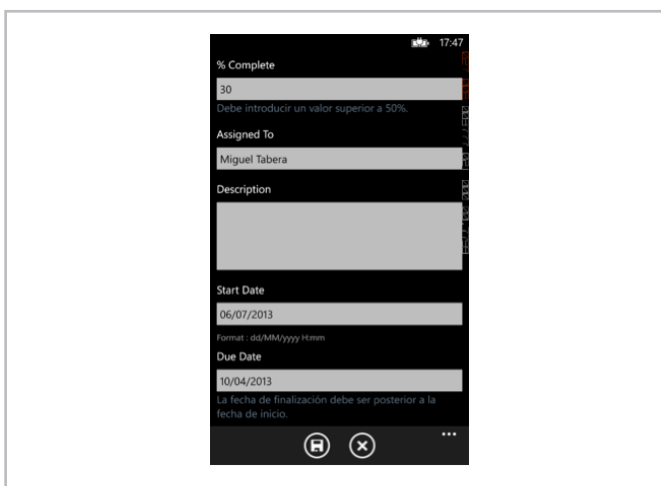 17:47
% Complete
30
Debe introducir un valor superior a 50%.
Assigned To
Miguel Tabera
Description
Start Date
06/07/2013
Format : dd/MM/yyyy H:mm
Due Date
10/04/2013
La fecha de finalización debe ser posterior a la
fecha de inicio.